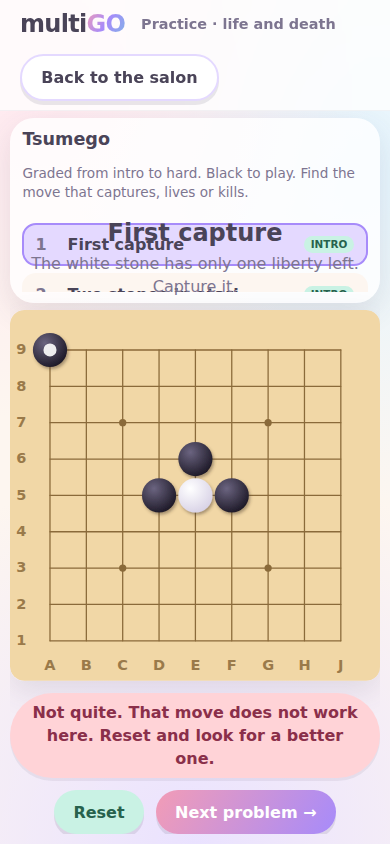 multiGO Practice · life and death
Back to the salon
Tsumego
Graded from intro to hard. Black to play. Find the
move that captures, lives or kills.
First capture
1 First capture INTRO
The white stone has only one liberty left.
Capture it.
2
9
8
7
6
5
4
3
2
1
A B C D E F G H J
Not quite. That move does not work
here. Reset and look for a better
one.
Reset
Next problem →